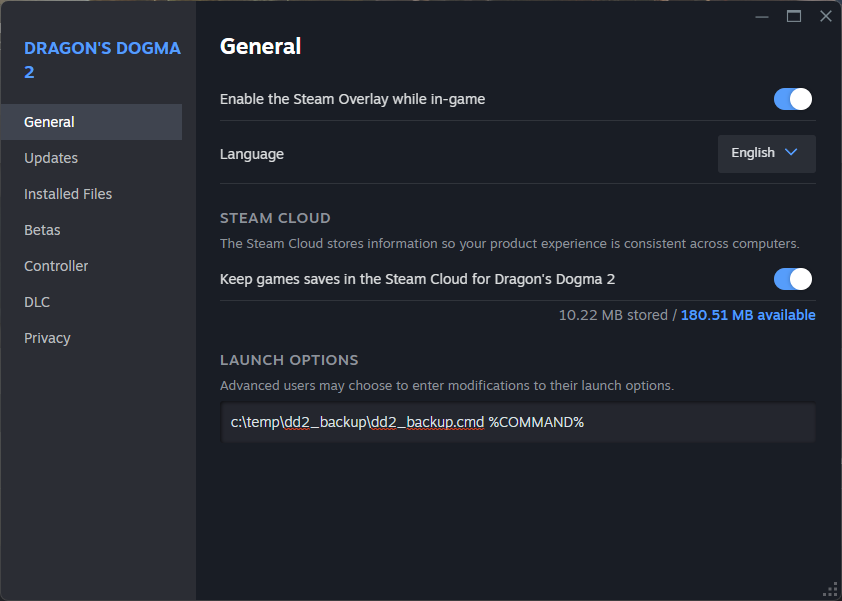 DRAGON'S DOGMA
2
General
Updates
Installed Files
Betas
Controller
DLC
Privacy
General
Enable the Steam Overlay while in-game
Language
English
STEAM CLOUD
The Steam Cloud stores information so your product experience is consistent across computers.
Keep games saves in the Steam Cloud for Dragon's Dogma 2
10.22 MB stored / 180.51 MB available
LAUNCH OPTIONS
Advanced users may choose to enter modifications to their launch options.
c:\temp\dd2_backup\dd2_backup.cmd %COMMAND%